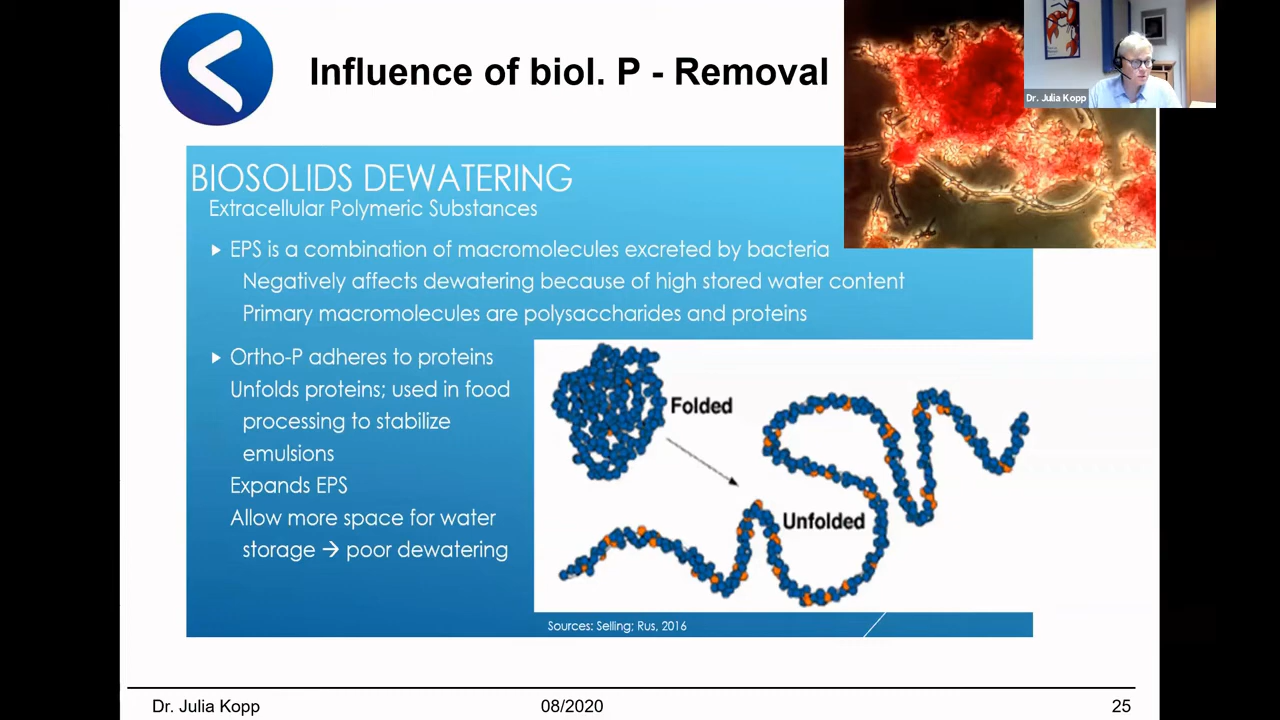 Influence of biol. P - Removal
Dr. Julia Kopp
BIOSOLIDS DEWATERING
Extracellular Polymeric Substances
EPS is a combination of macromolecules excreted by bacteria
Negatively affects dewatering because of high stored water content
Primary macromolecules are polysaccharides and proteins
Ortho-P adheres to proteins
Unfolds proteins; used in food
processing to stabilize
emulsions
Expands EPS
Allow more space for water
storage → poor dewatering
Folded
Unfolded
Sources: Selling; Rus, 2016
Dr. Julia Kopp
08/2020
25